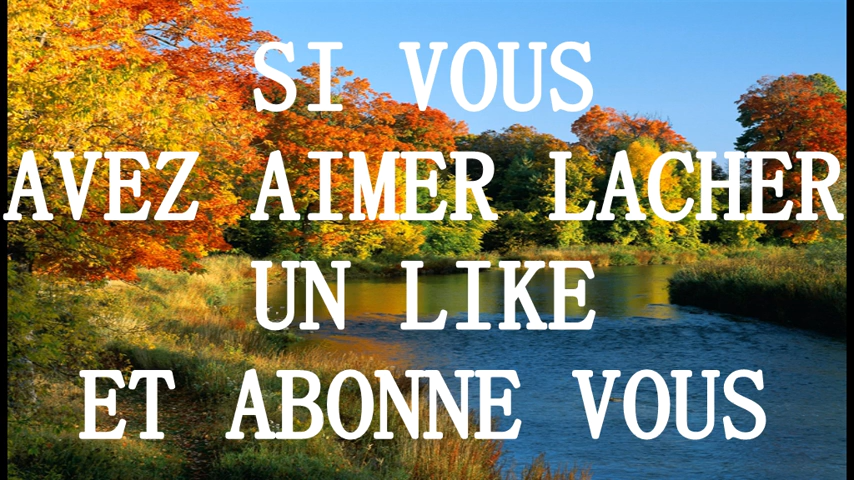 SI VOUS
AVEZ AIMER LACHER
UN LIKE
ET ABONNE VOUS